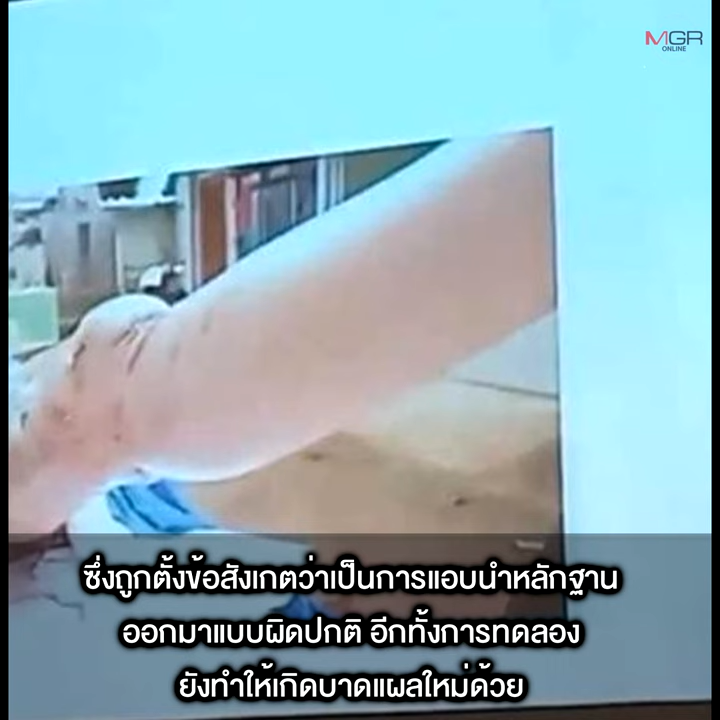 MGR
ONLINE
ซึ่งถูกตั้งข้อสังเกตว่าเป็นการแอบนำหลักฐาน
ออกมาแบบผิดปกติ อีกทั้งการทดลอง
ยังทำให้เกิดบาดแผลใหม่ด้วย